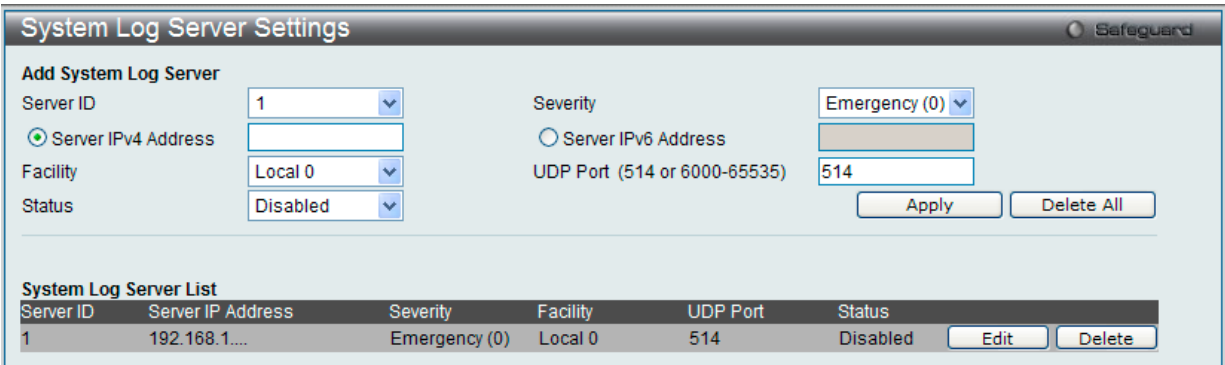 System Log Server Settings Safeguard
Add System Log Server
Server ID 1 Severity Emergency (0)
Server IPv4 Address Server IPv6 Address
Facility Local 0 UDP Port (514 or 6000-65535) 514
Status Disabled Apply Delete All
System Log Server List
Server ID Server IP Address Severity Facility UDP Port Status
1 192.168.1.... Emergency (0) Local 0 514 Disabled Edit Delete